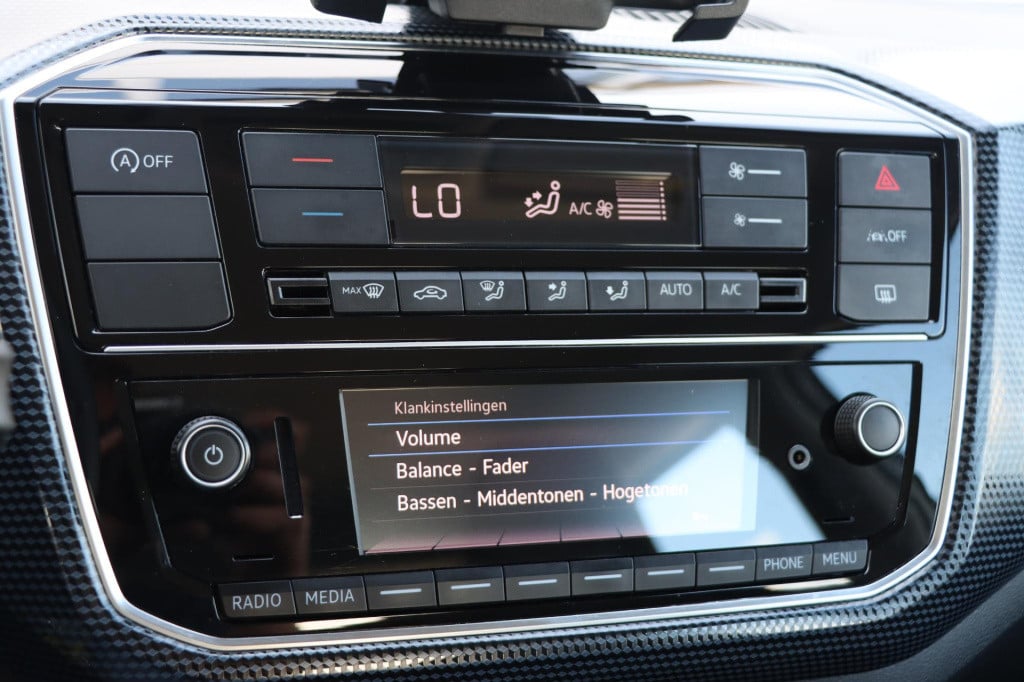 A OFF
LO
A/C
OFF
MAX
AUTO
A/C
Klankinstellingen
Volume
Balance - Fader
Bassen - Middentonen - Hogetonen
RADIO
MEDIA
PHONE
MENU